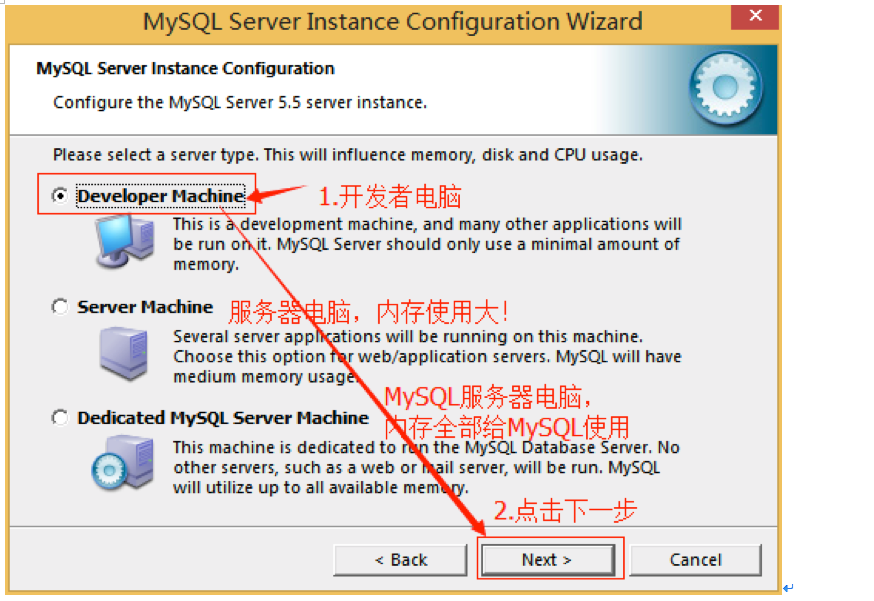 MySQL Server Instance Configuration Wizard
MySQL Server Instance Configuration
Configure the MySQL Server 5.5 server instance.
Please select a server type. This will influence memory, disk and CPU usage.
Developer Machine
1.开发者电脑
This is a development machine, and many other applications will
be run on it. MySQL Server should only use a minimal amount of
memory.
Server Machine
服务器电脑，内存使用大！
Several server applications will be running on this machine.
Choose this option for web/application servers. MySQL will have
medium memory usage.
MySQL服务器电脑，
内存全部给MySQL使用
Dedicated MySQL Server Machine
This machine is dedicated to run the MySQL Database Server. No
other servers, such as a web or mail server, will be run. MySQL
will utilize up to all available memory.
2.点击下一步
< Back
Next >
Cancel